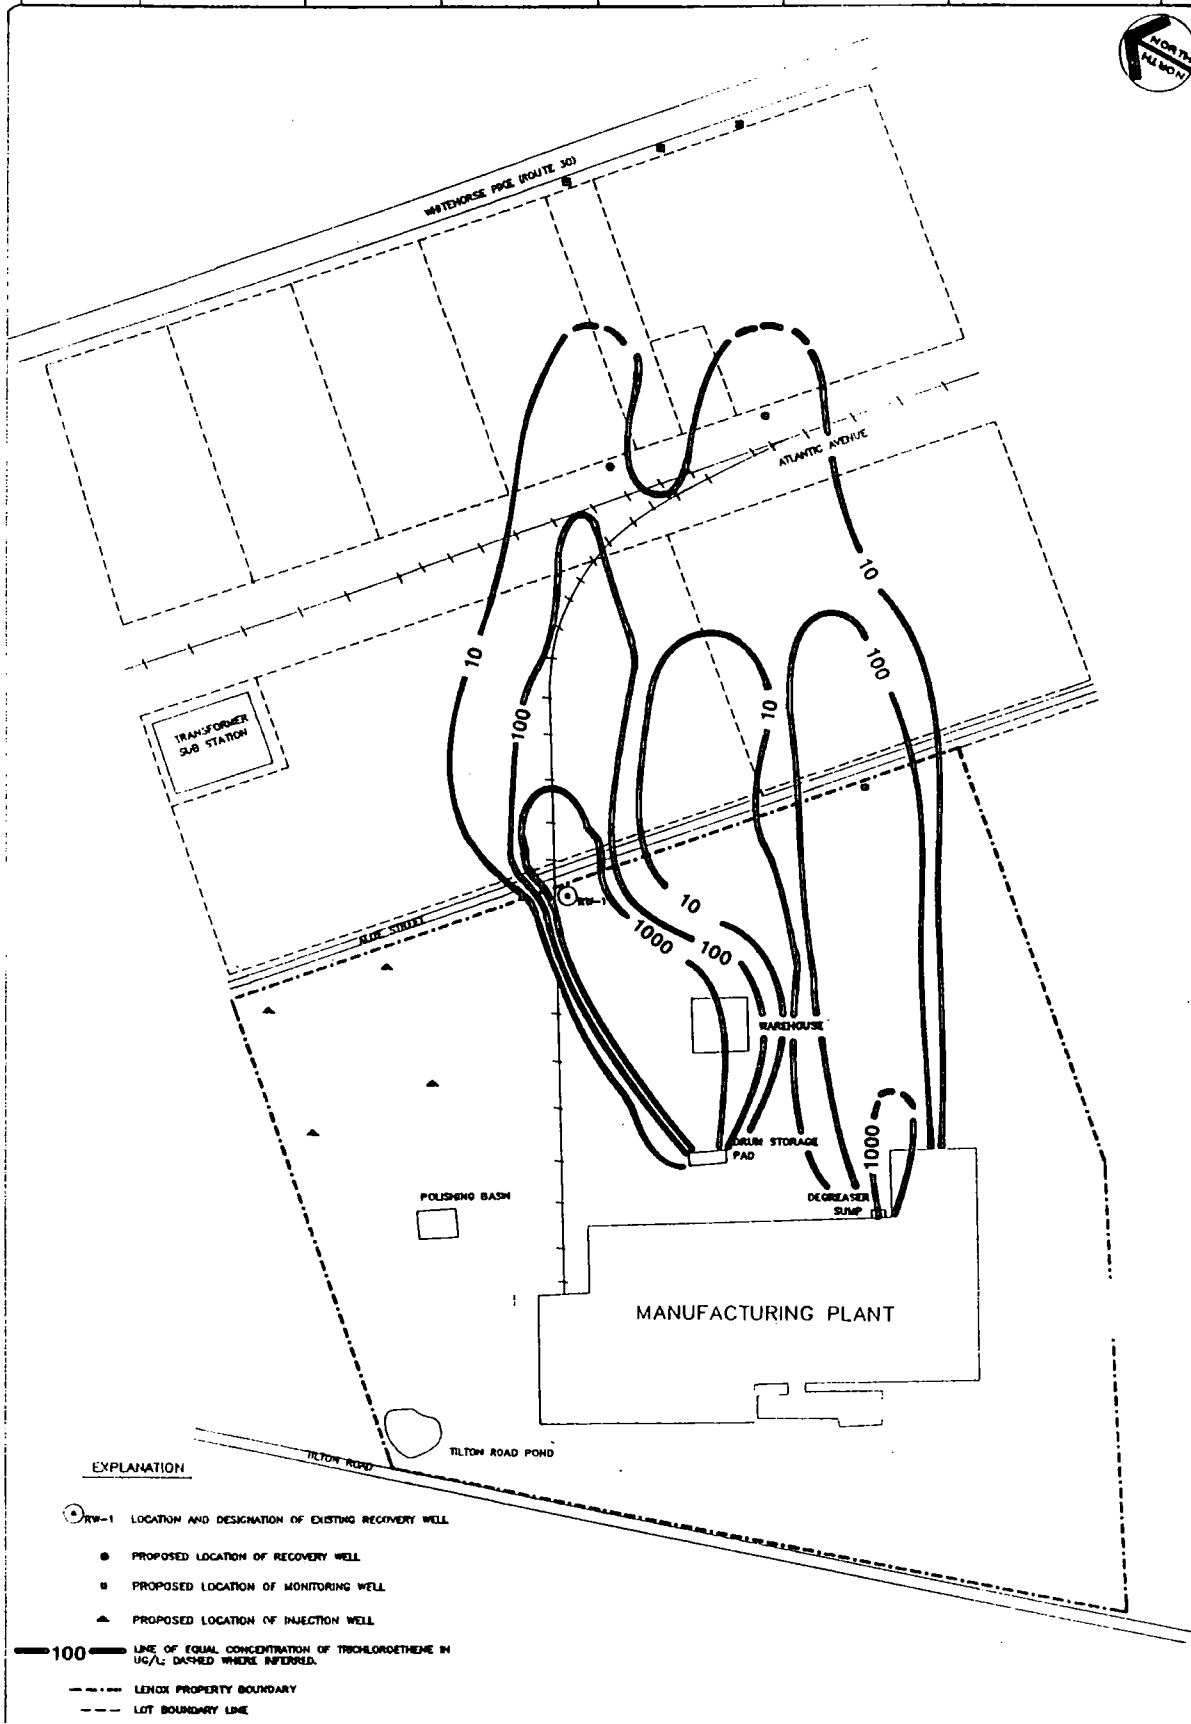 NORTH
NORTH
WHITEHORSE PIKE (ROUTE 30)
ATLANTIC AVENUE
10
10
100
100
10
TRANSFORMER
SUB STATION
RW-1
10
1000
100
WAREHOUSE
DRUM STORAGE
PAD
1000
DEGREASER
SUMP
POLISHING BASIN
MANUFACTURING PLANT
TILTON ROAD POND
TILTON ROAD
EXPLANATION
RW-1 LOCATION AND DESIGNATION OF EXISTING RECOVERY WELL
PROPOSED LOCATION OF RECOVERY WELL
PROPOSED LOCATION OF MONITORING WELL
PROPOSED LOCATION OF INJECTION WELL
100 LINE OF EQUAL CONCENTRATION OF TRICHLOROETHENE IN
UG/L; DASHED WHERE INFERRED.
LENOX PROPERTY BOUNDARY
LOT BOUNDARY LINE